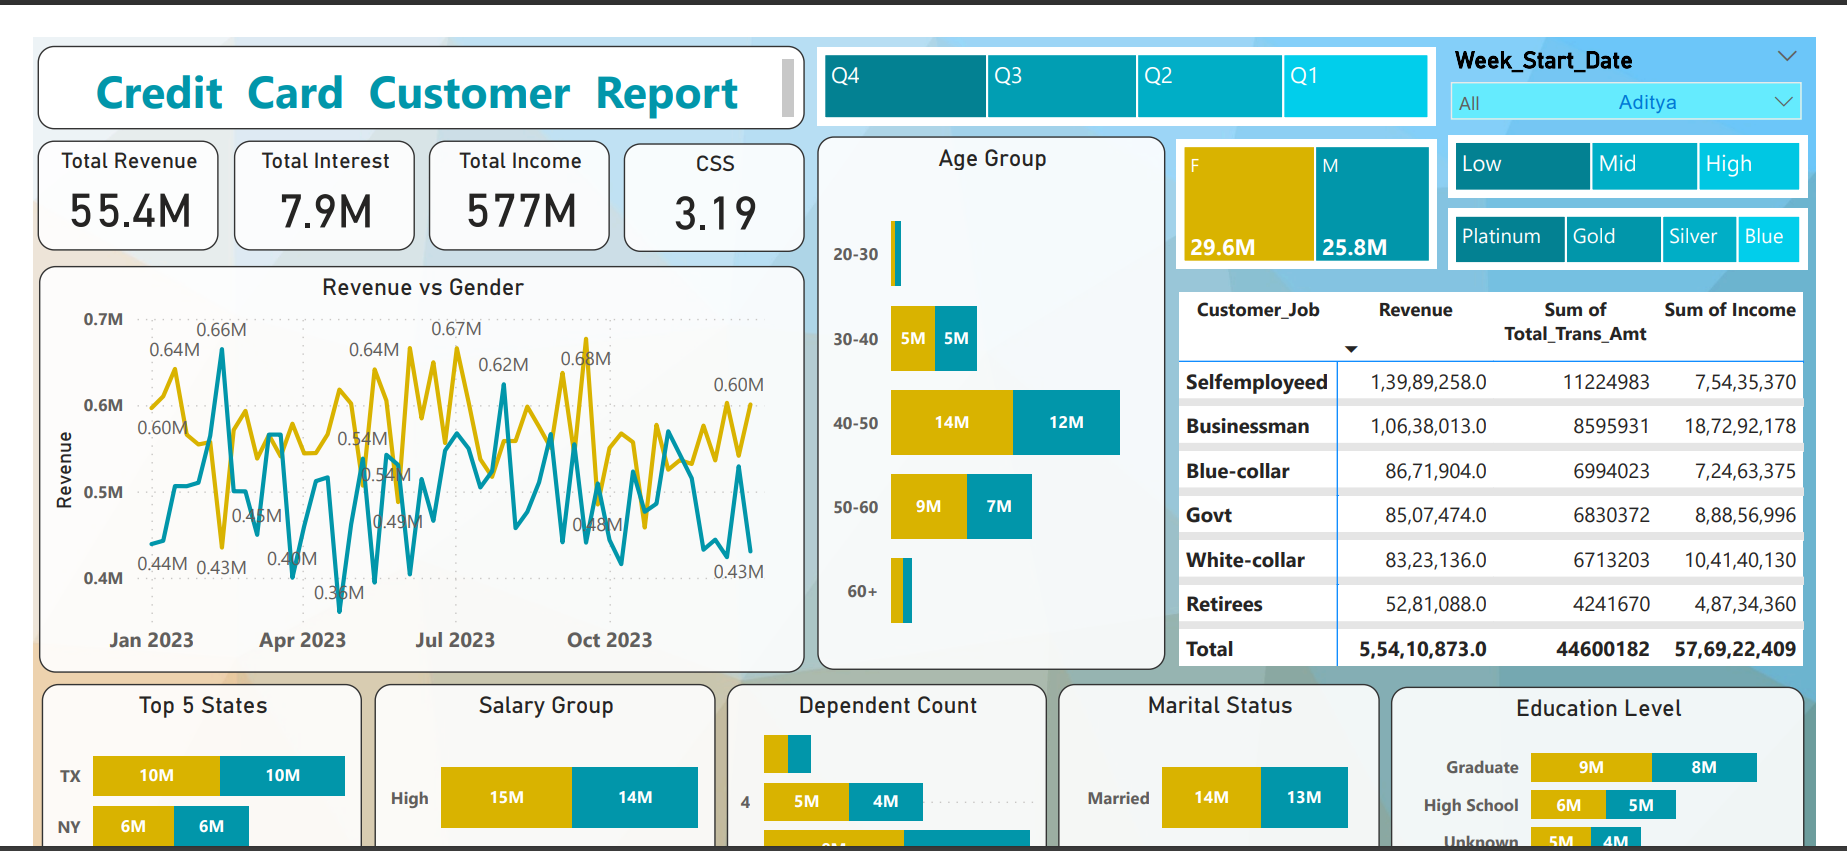 Credit Card Customer Report
Q4 Q3 Q2 Q1
Week_Start_Date
All Aditya
Total Revenue
55.4M
Total Interest
7.9M
Total Income
577M
CSS
3.19
F
29.6M
M
25.8M
Low Mid High
Platinum Gold Silver Blue
Revenue vs Gender
Revenue
0.7M
0.6M
0.5M
0.4M
0.64M
0.66M
0.64M
0.67M
0.62M
0.68M
0.60M
0.60M
0.54M
0.54M
0.45M
0.49M
0.48M
0.44M
0.43M
0.40M
0.36M
0.43M
Jan 2023 Apr 2023 Jul 2023 Oct 2023
Age Group
20-30
30-40 5M 5M
40-50 14M 12M
50-60 9M 7M
60+
Customer_Job Revenue Sum of Total_Trans_Amt Sum of Income
Selfemployeed 1,39,89,258.0 11224983 7,54,35,370
Businessman 1,06,38,013.0 8595931 18,72,92,178
Blue-collar 86,71,904.0 6994023 7,24,63,375
Govt 85,07,474.0 6830372 8,88,56,996
White-collar 83,23,136.0 6713203 10,41,40,130
Retirees 52,81,088.0 4241670 4,87,34,360
Total 5,54,10,873.0 44600182 57,69,22,409
Top 5 States
TX 10M 10M
NY 6M 6M
Salary Group
High 15M 14M
Dependent Count
4 5M 4M
Marital Status
Married 14M 13M
Education Level
Graduate 9M 8M
High School 6M 5M
Unknown 5M 4M